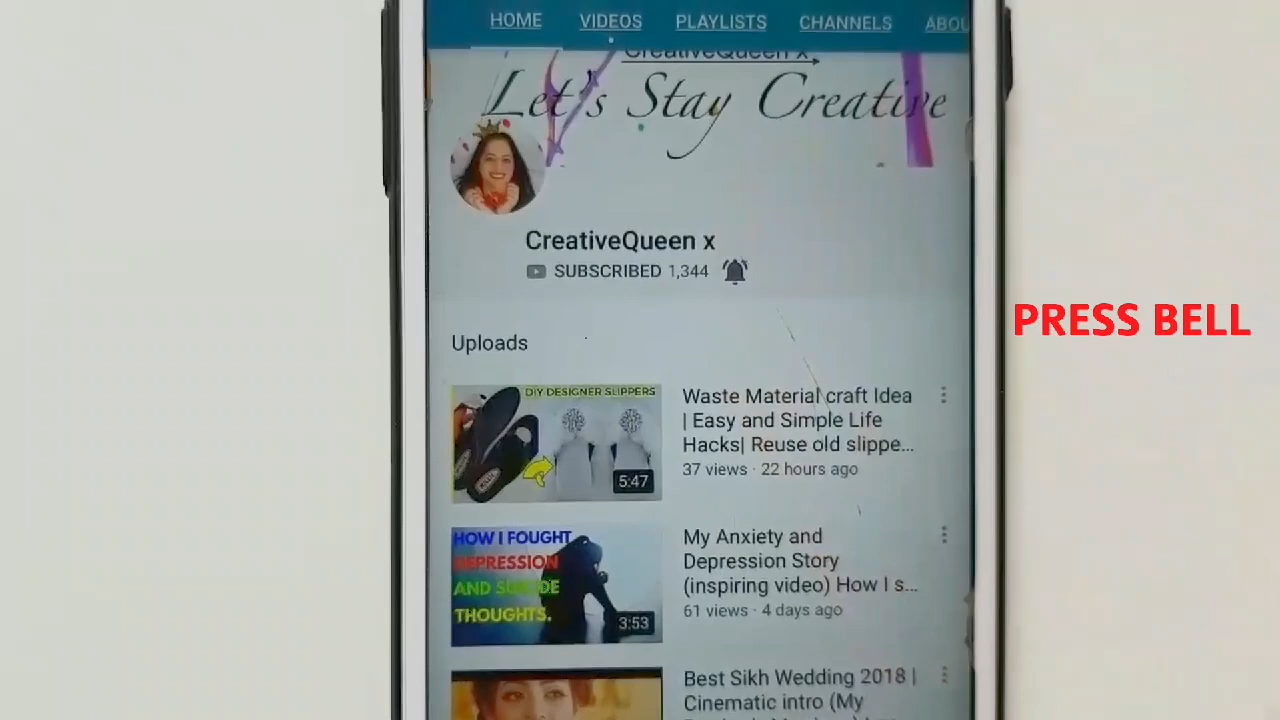 HOME VIDEOS PLAYLISTS CHANNELS ABOU
CreativeQueen x
Let's Stay Creative
CreativeQueen x
SUBSCRIBED 1,344
PRESS BELL
Uploads
DIY DESIGNER SLIPPERS
5:47
Waste Material craft Idea
| Easy and Simple Life
Hacks| Reuse old slippe...
37 views · 22 hours ago
HOW I FOUGHT
DEPRESSION
AND SUICIDE
THOUGHTS.
3:53
My Anxiety and
Depression Story
(inspiring video) How I s...
61 views · 4 days ago
Best Sikh Wedding 2018 |
Cinematic intro (My